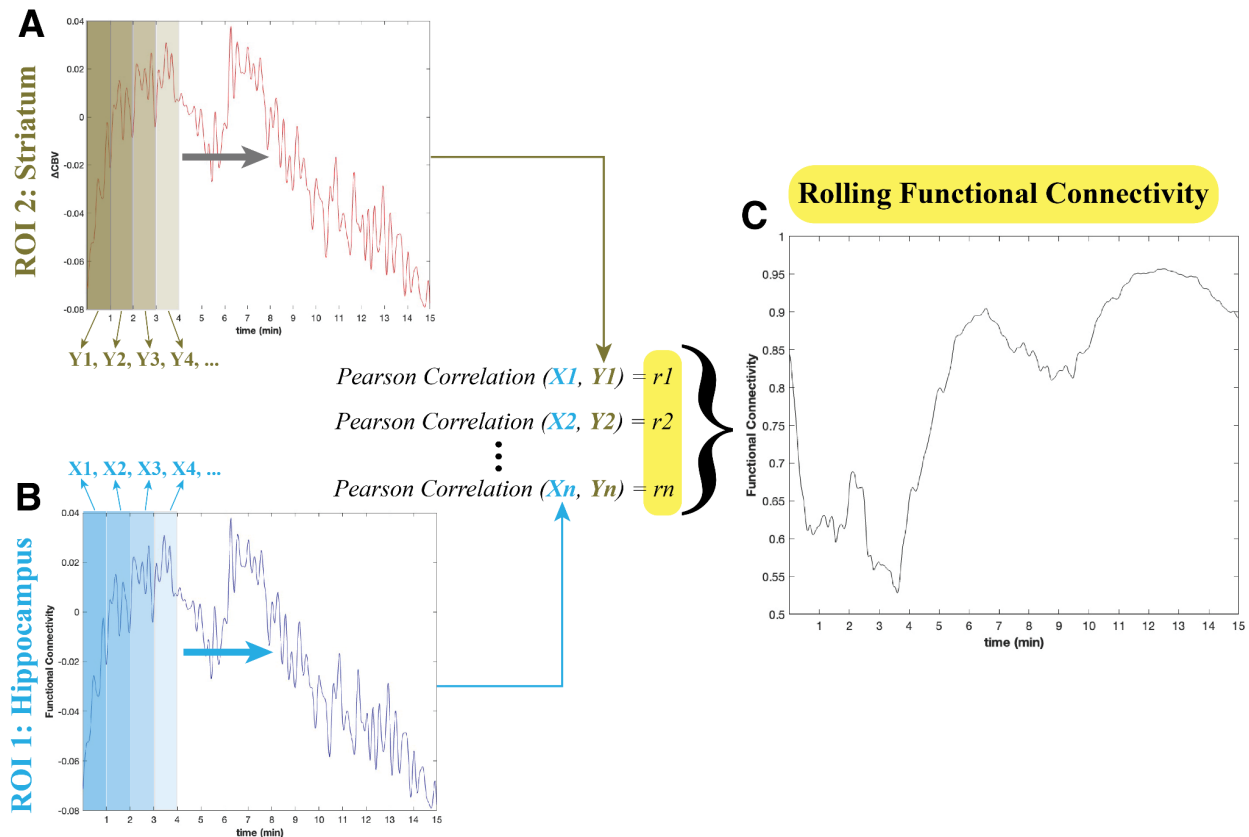 A
ROI 2: Striatum
ΔCBV
0.04
0.02
0
-0.02
-0.04
-0.06
-0.08
1 2 3 4 5 6 7 8 9 10 11 12 13 14 15
time (min)
Y1, Y2, Y3, Y4, ...
Pearson Correlation (X1, Y1) = r1
Pearson Correlation (X2, Y2) = r2
Pearson Correlation (Xn, Yn) = rn
X1, X2, X3, X4, ...
B
ROI 1: Hippocampus
Functional Connectivity
0.04
0.02
0
-0.02
-0.04
-0.06
-0.08
1 2 3 4 5 6 7 8 9 10 11 12 13 14 15
time (min)
Rolling Functional Connectivity
C
Functional Connectivity
1
0.95
0.9
0.85
0.8
0.75
0.7
0.65
0.6
0.55
0.5
1 2 3 4 5 6 7 8 9 10 11 12 13 14 15
time (min)